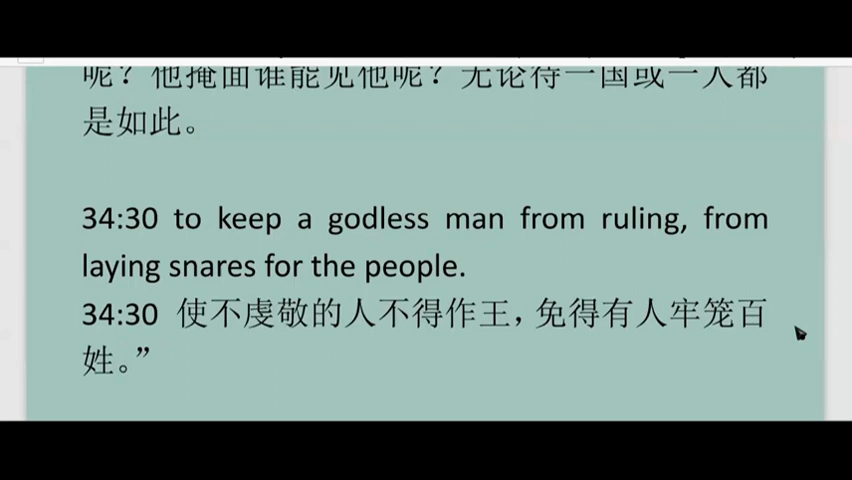 呢？他掩面谁能见他呢？无论待一国或一人都
是如此。
34:30 to keep a godless man from ruling, from
laying snares for the people.
34:30 使不虔敬的人不得作王，免得有人牢笼百
姓。”